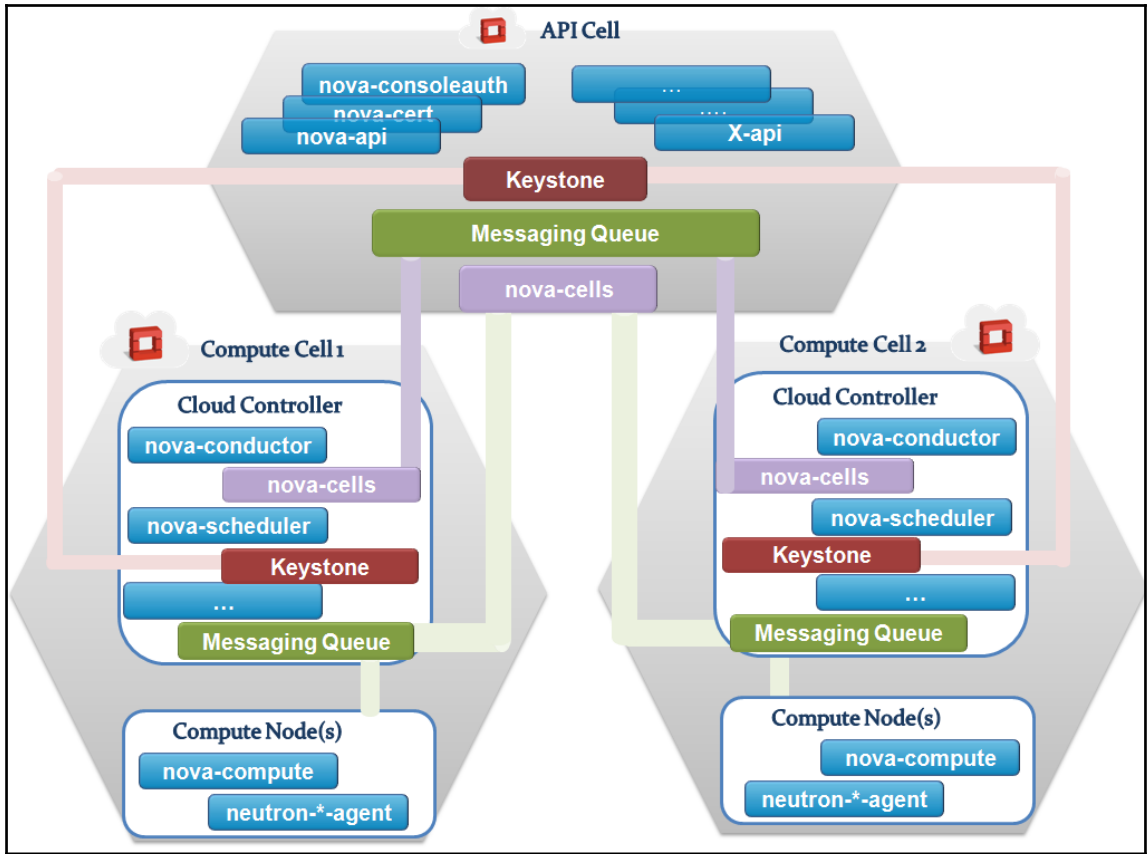 API Cell
nova-consoleauth
nova-cert
nova-api
...
....
X-api
Keystone
Messaging Queue
nova-cells
Compute Cell 1
Cloud Controller
nova-conductor
nova-cells
nova-scheduler
Keystone
...
Messaging Queue
Compute Node(s)
nova-compute
neutron-*-agent
Compute Cell 2
Cloud Controller
nova-conductor
nova-cells
nova-scheduler
Keystone
...
Messaging Queue
Compute Node(s)
nova-compute
neutron-*-agent